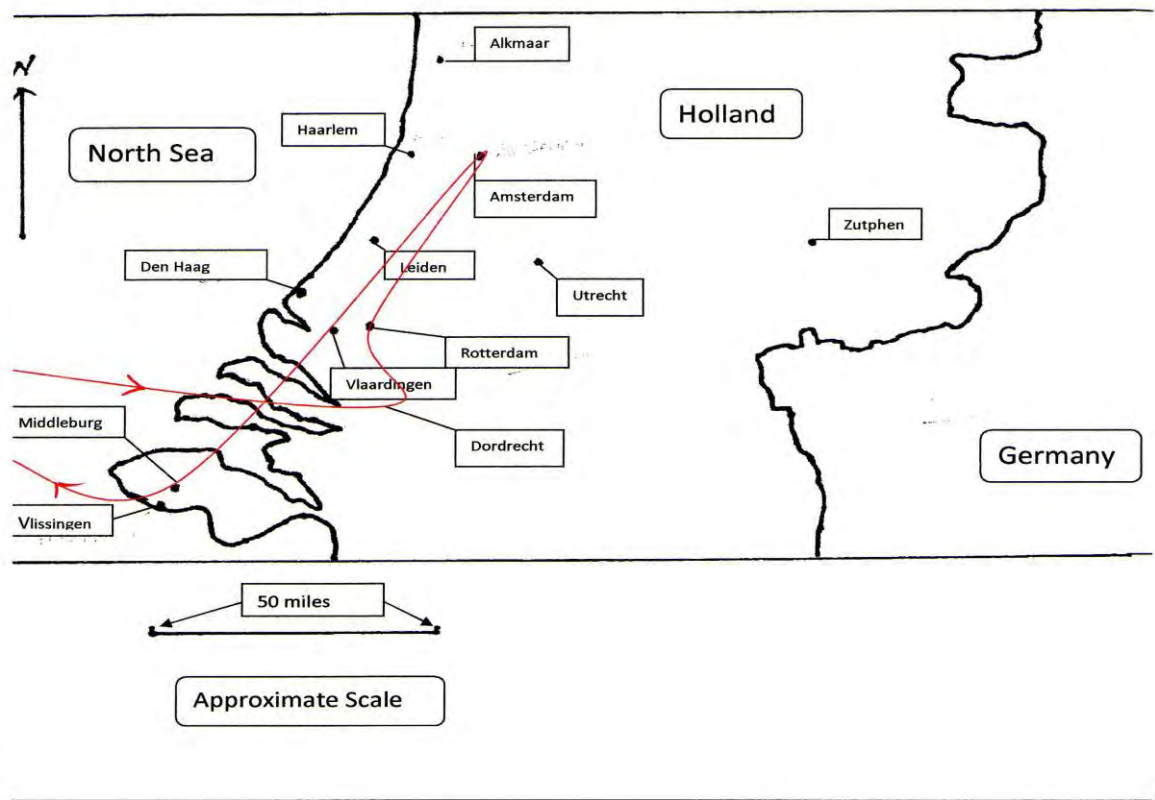 Alkmaar
N
Holland
Haarlem
North Sea
Amsterdam
Zutphen
Leiden
Den Haag
Utrecht
Rotterdam
Vlaardingen
Middleburg
Dordrecht
Germany
Vlissingen
50 miles
Approximate Scale